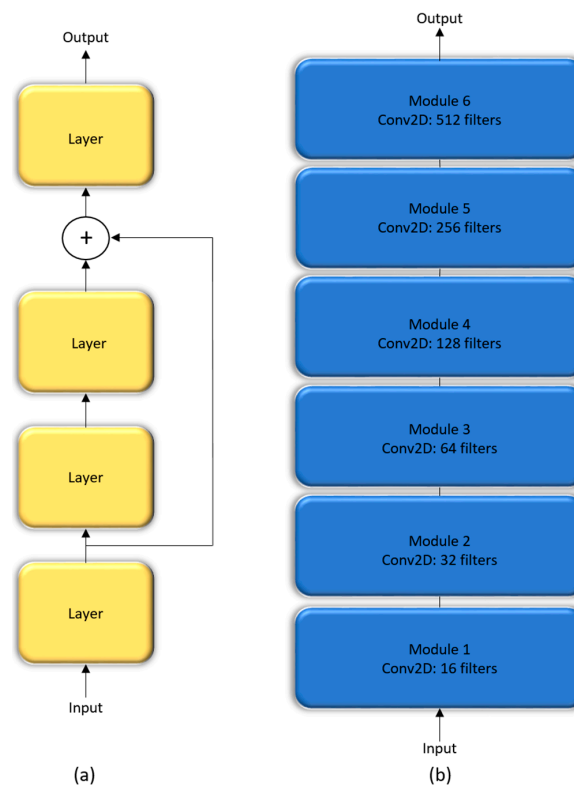 Output
Layer
+
Layer
Layer
Layer
Input
(a)
Output
Module 6
Conv2D: 512 filters
Module 5
Conv2D: 256 filters
Module 4
Conv2D: 128 filters
Module 3
Conv2D: 64 filters
Module 2
Conv2D: 32 filters
Module 1
Conv2D: 16 filters
Input
(b)